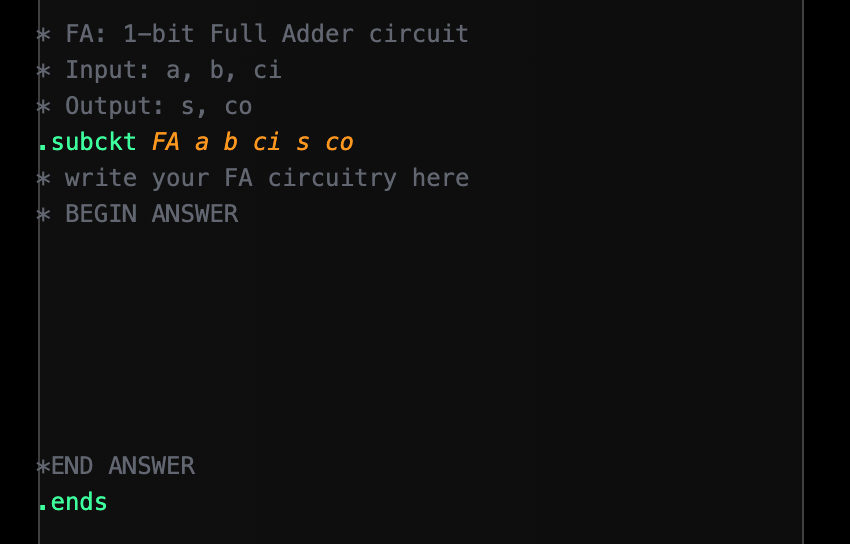 * FA: 1-bit Full Adder circuit
* Input: a, b, ci
* Output: s, co
.subckt FA a b ci s co
* write your FA circuitry here
* BEGIN ANSWER
*END ANSWER
.ends